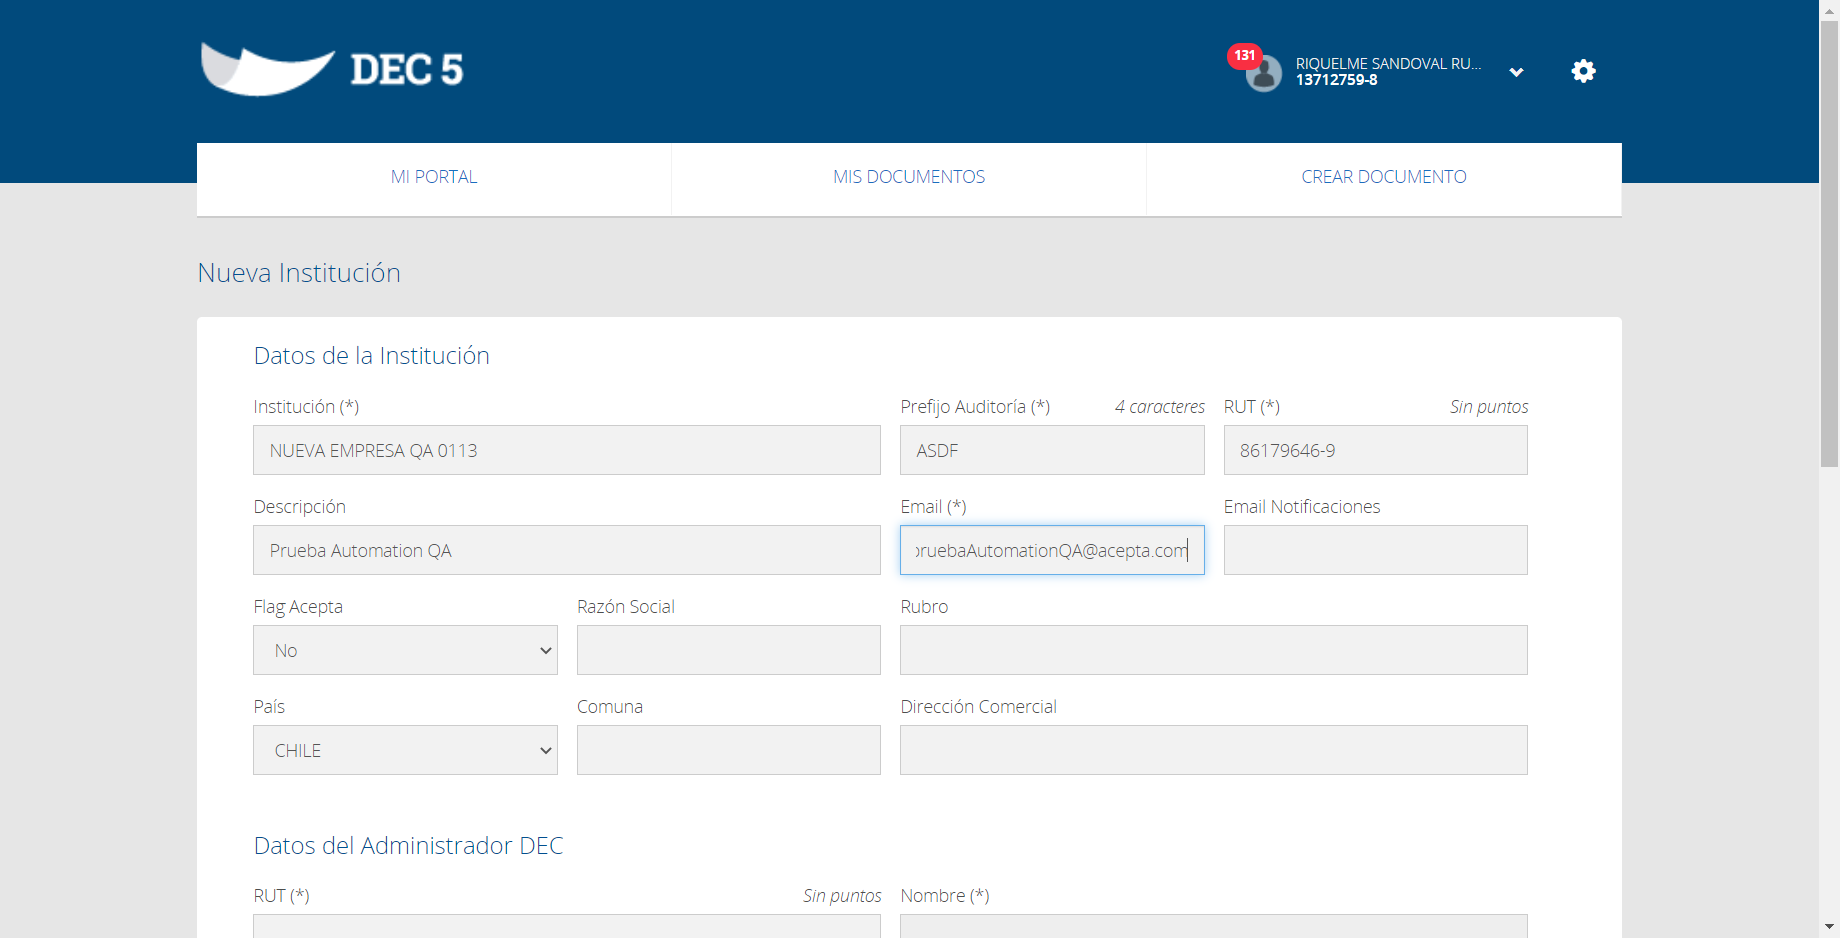 DEC 5
131
RIQUELME SANDOVAL RU...
13712759-8
MI PORTAL
MIS DOCUMENTOS
CREAR DOCUMENTO
Nueva Institución
Datos de la Institución
Institución (*)
Prefijo Auditoría (*)
4 caracteres
RUT (*)
Sin puntos
NUEVA EMPRESA QA 0113
ASDF
86179646-9
Descripción
Email (*)
Email Notificaciones
Prueba Automation QA
pruebaAutomationQA@acepta.com
Flag Acepta
Razón Social
Rubro
No
País
Comuna
Dirección Comercial
CHILE
Datos del Administrador DEC
RUT (*)
Sin puntos
Nombre (*)